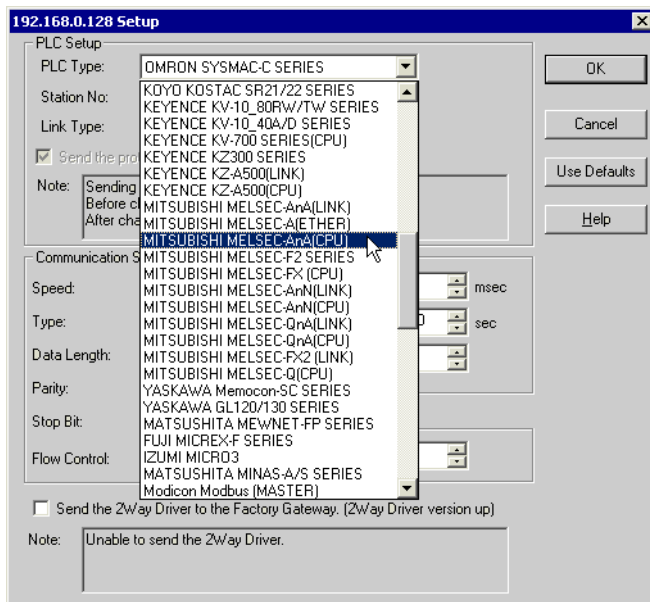 192.168.0.128 Setup
PLC Setup
PLC Type:
OMRON SYSMAC-C SERIES
OK
Station No:
KOYO KOSTAC SR21/22 SERIES
KEYENCE KV-10_80RW/TW SERIES
Link Type:
KEYENCE KV-10_40A/D SERIES
Cancel
KEYENCE KV-700 SERIES(CPU)
Send the pro
KEYENCE KZ300 SERIES
KEYENCE KZ-A500(LINK)
Use Defaults
Note:
Sending
KEYENCE KZ-A500(CPU)
Before c
MITSUBISHI MELSEC-AnA(LINK)
After cha
MITSUBISHI MELSEC-A(ETHER)
Help
MITSUBISHI MELSEC-AnA(CPU)
Communication S
MITSUBISHI MELSEC-F2 SERIES
MITSUBISHI MELSEC-FX (CPU)
Speed:
MITSUBISHI MELSEC-AnN(LINK)
msec
MITSUBISHI MELSEC-AnN(CPU)
Type:
MITSUBISHI MELSEC-QnA(LINK)
0 sec
MITSUBISHI MELSEC-QnA(CPU)
Data Length:
MITSUBISHI MELSEC-FX2 (LINK)
MITSUBISHI MELSEC-Q(CPU)
Parity:
YASKAWA Memocon-SC SERIES
YASKAWA GL120/130 SERIES
Stop Bit:
MATSUSHITA MEWNET-FP SERIES
FUJI MICREX-F SERIES
Flow Control:
IZUMI MICRO3
MATSUSHITA MINAS-A/S SERIES
Modicon Modbus (MASTER)
Send the 2Way Driver to the Factory Gateway. (2Way Driver version up)
Note:
Unable to send the 2Way Driver.